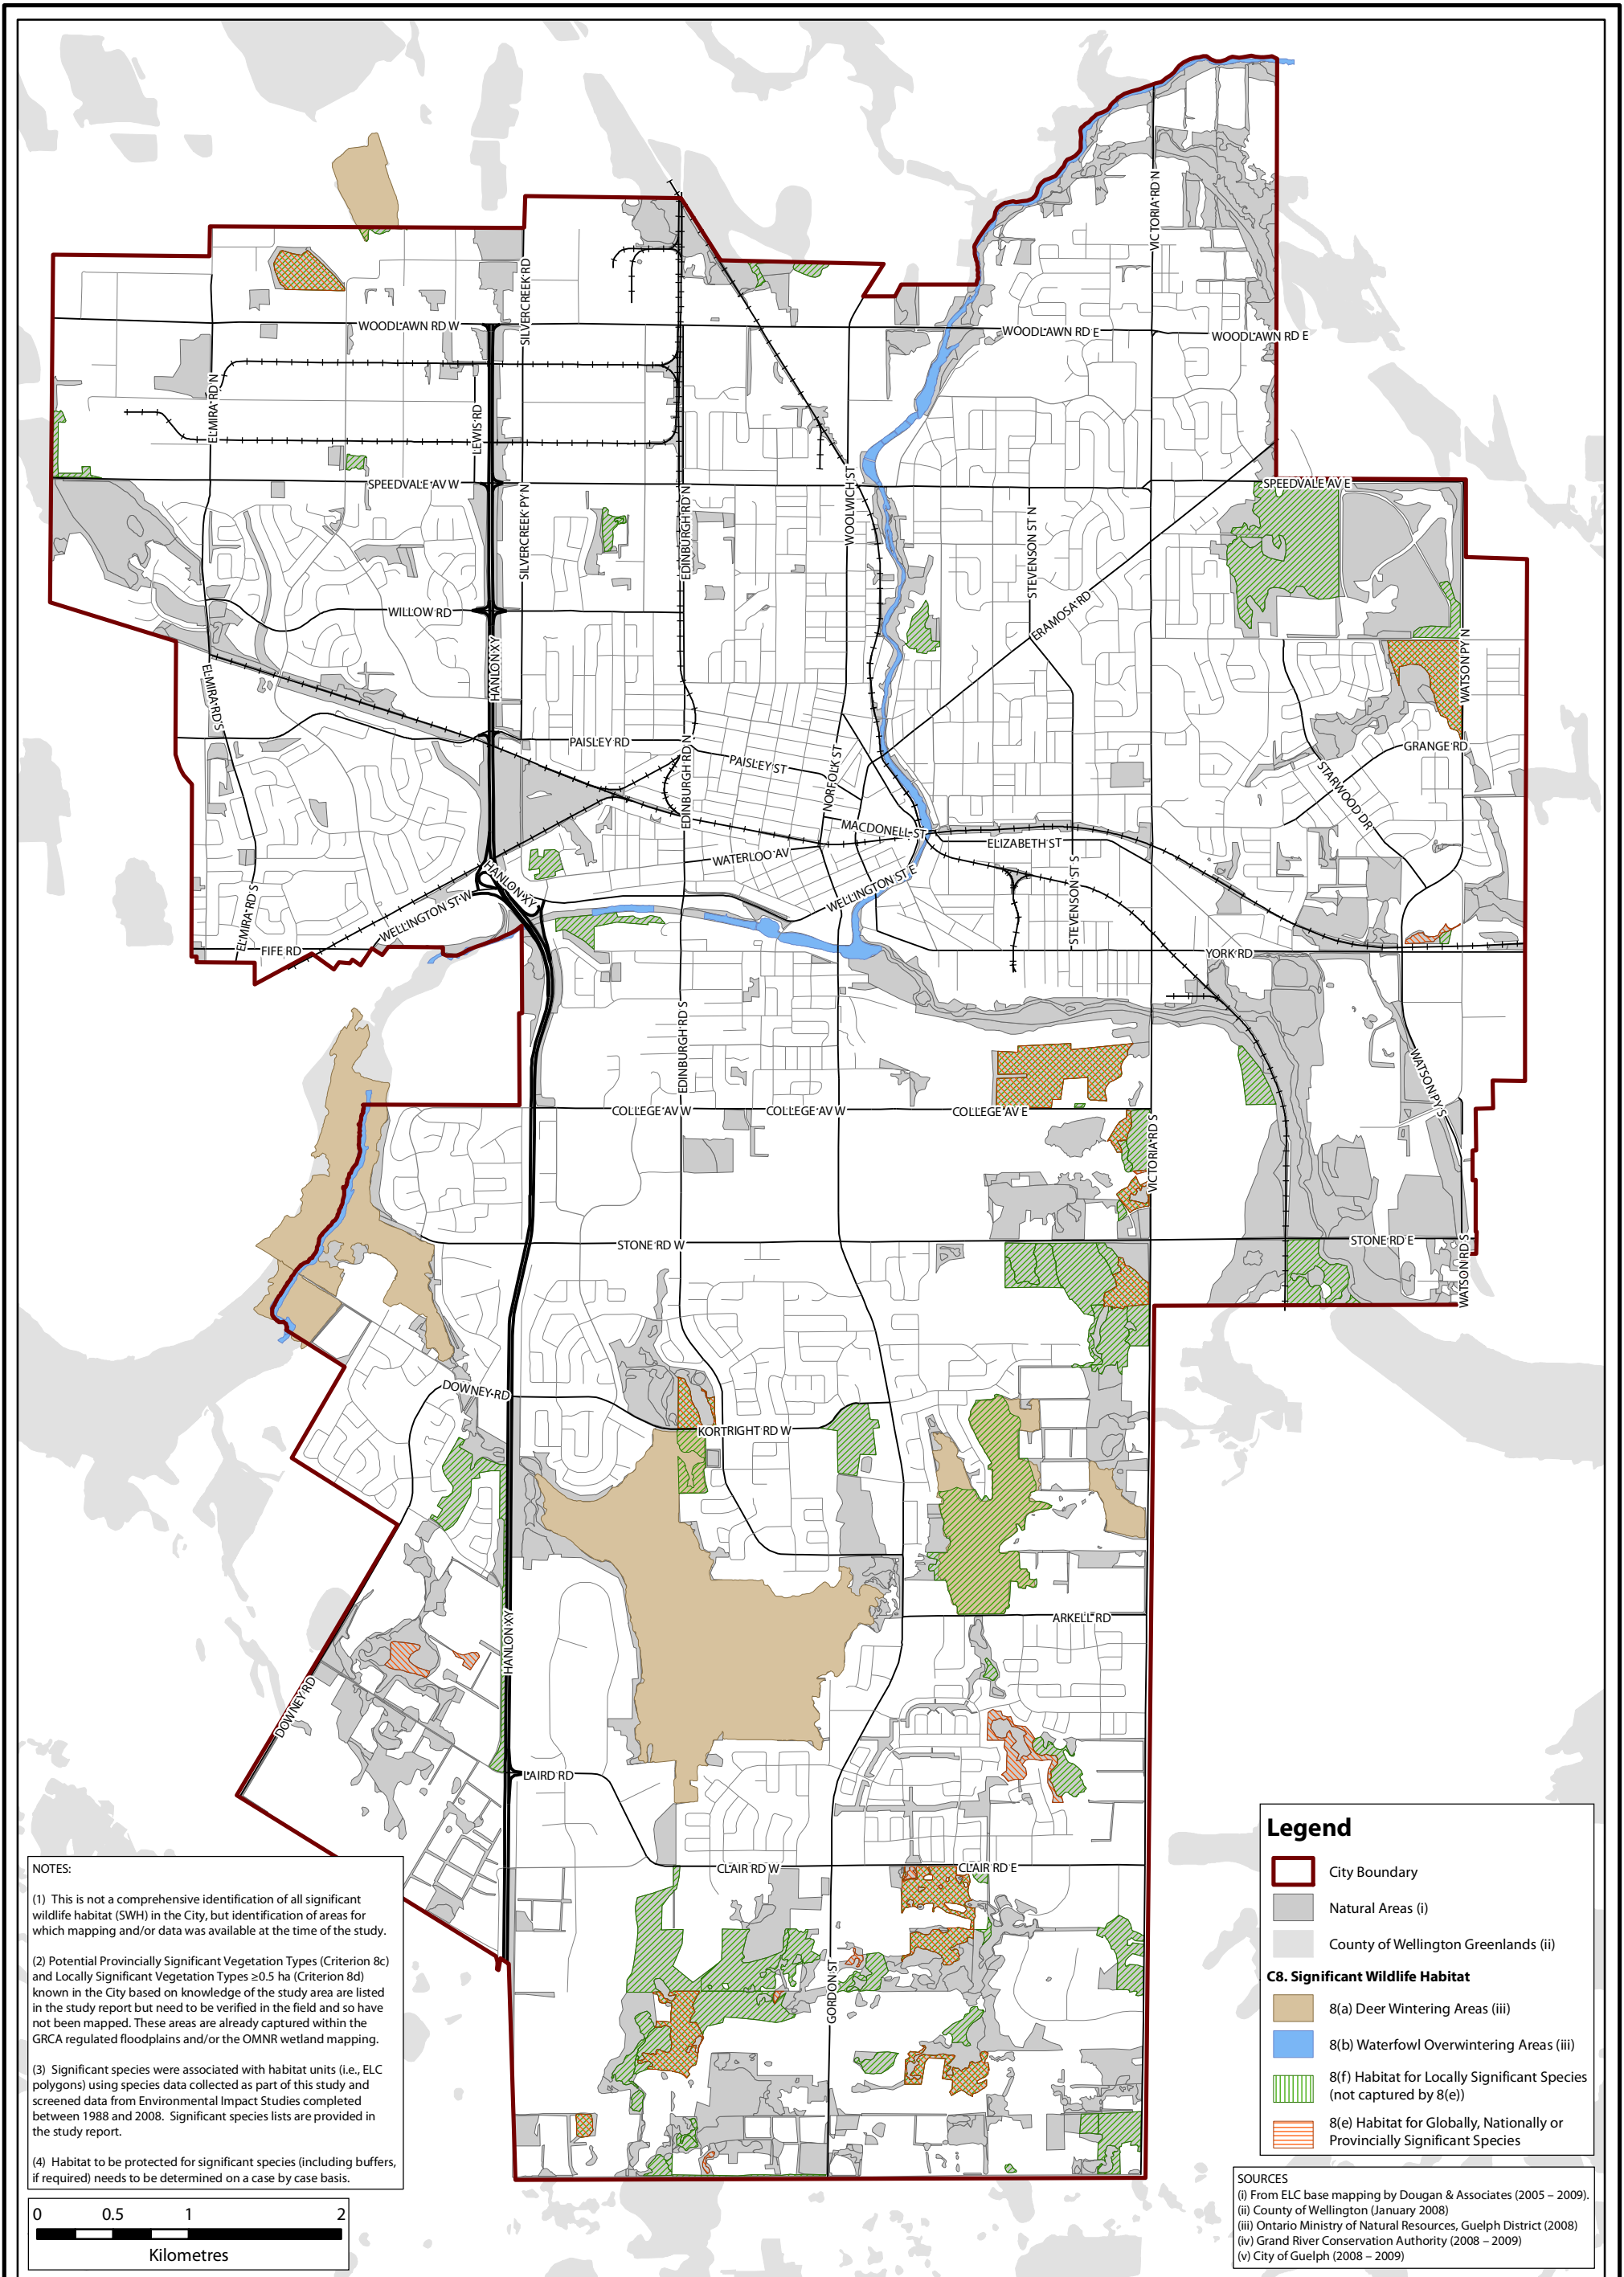 VICTORIA RD N
SILVERCREEK RD
WOODLAWN RD W
WOODLAWN RD E
WOODLAWN RD E
ELMIRA RD N
LEWIS RD
SPEEDVALE AV W
SPEEDVALE AV E
WOOLWICH ST
EDINBURGH RD N
SILVERCREEK PY N
STEVENSON ST N
WILLOW RD
ERAMOSA RD
HANLON XY
ELMIRA RD S
WATSON PY N
PAISLEY RD
EDINBURGH RD N
PAISLEY ST
NORFOLK ST
GRANGE RD
STARWOOD DR
MACDONELL ST
ELIZABETH ST
WATERLOO AV
WELLINGTON ST E
HANLON XY
STEVENSON ST S
ELMIRA RD S
WELLINGTON ST W
FIFE RD
YORK RD
EDINBURGH RD S
WATSON PY S
COLLEGE AV W
COLLEGE AV W
COLLEGE AV E
VICTORIA RD S
STONE RD W
STONE RD E
WATSON RD S
DOWNEY RD
KORTRIGHT RD W
HANLON XY
ARKELL RD
DOWNEY RD
LAIRD RD
CLAIR RD W
CLAIR RD E
GORDON ST
NOTES:
(1) This is not a comprehensive identification of all significant
wildlife habitat (SWH) in the City, but identification of areas for
which mapping and/or data was available at the time of the study.
(2) Potential Provincially Significant Vegetation Types (Criterion 8c)
and Locally Significant Vegetation Types ≥0.5 ha (Criterion 8d)
known in the City based on knowledge of the study area are listed
in the study report but need to be verified in the field and so have
not been mapped. These areas are already captured within the
GRCA regulated floodplains and/or the OMNR wetland mapping.
(3) Significant species were associated with habitat units (i.e., ELC
polygons) using species data collected as part of this study and
screened data from Environmental Impact Studies completed
between 1988 and 2008. Significant species lists are provided in
the study report.
(4) Habitat to be protected for significant species (including buffers,
if required) needs to be determined on a case by case basis.
0 0.5 1 2
Kilometres
Legend
City Boundary
Natural Areas (i)
County of Wellington Greenlands (ii)
C8. Significant Wildlife Habitat
8(a) Deer Wintering Areas (iii)
8(b) Waterfowl Overwintering Areas (iii)
8(f) Habitat for Locally Significant Species
(not captured by 8(e))
8(e) Habitat for Globally, Nationally or
Provincially Significant Species
SOURCES
(i) From ELC base mapping by Dougan & Associates (2005 – 2009).
(ii) County of Wellington (January 2008)
(iii) Ontario Ministry of Natural Resources, Guelph District (2008)
(iv) Grand River Conservation Authority (2008 – 2009)
(v) City of Guelph (2008 – 2009)